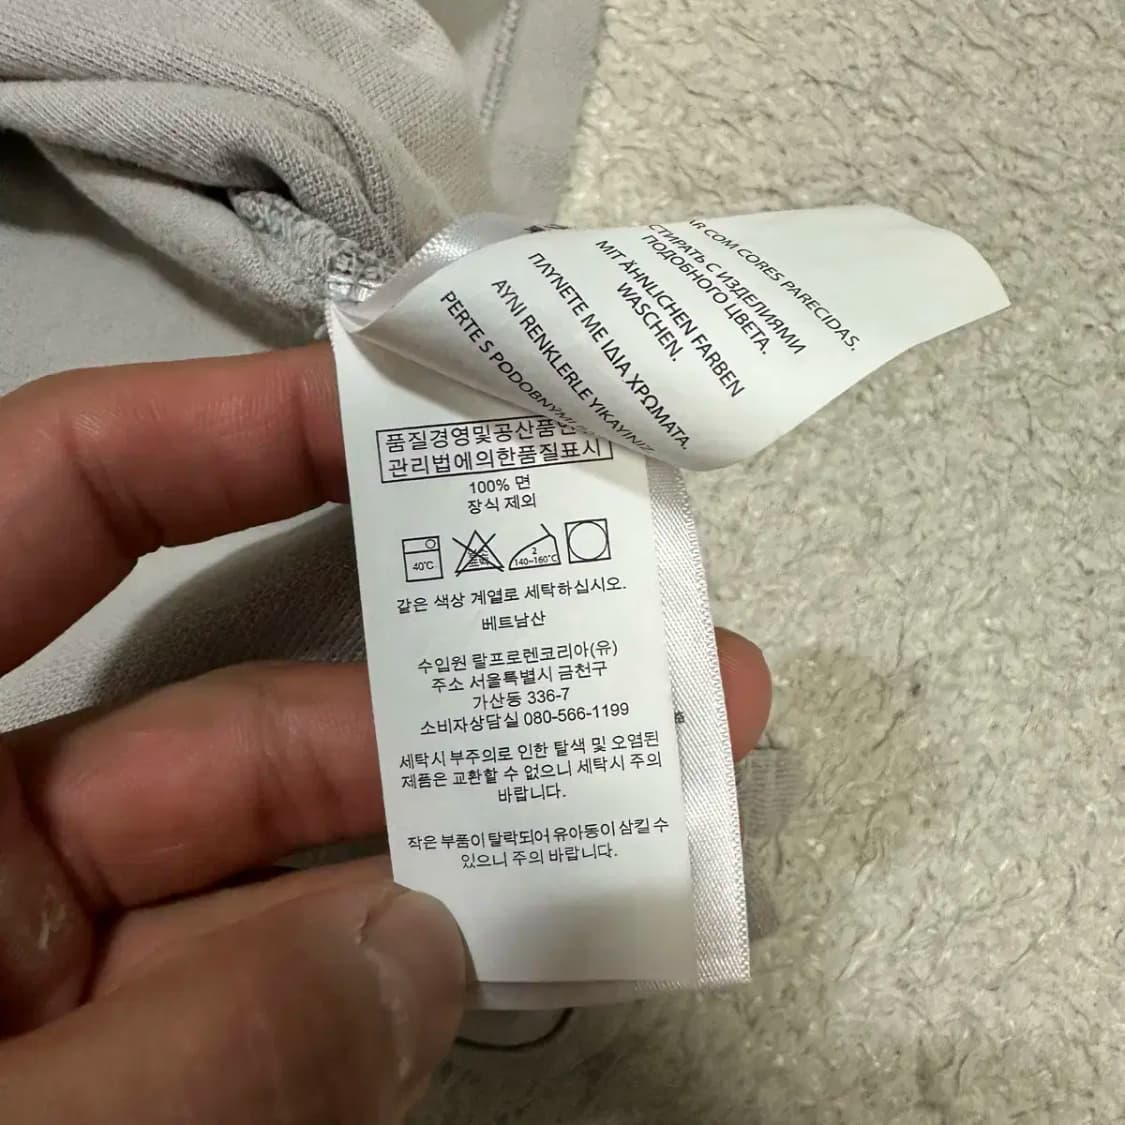 AR COM CORES PARECIDAS.
СТИРАТЬ С ИЗДЕЛИЯМИ
ПОДОБНОГО ЦВЕТА.
MIT ÄHNLICHEN FARBEN
WASCHEN.
ΠΛΥΝΕΤΕ ΜΕ ΙΔΙΑ ΧΡΩΜΑΤΑ.
AYNI RENKLERLE YIKAYINIZ
PERTE S PODOBNÝMI
품질경영및공산품안
관리법에의한품질표시
100% 면
장식 제외
40℃
2
140~160℃
같은 색상 계열로 세탁하십시오.
베트남산
수입원 랄프로렌코리아(유)
주소 서울특별시 금천구
가산동 336-7
소비자상담실 080-566-1199
세탁시 부주의로 인한 탈색 및 오염된
제품은 교환할 수 없으니 세탁시 주의
바랍니다.
작은 부품이 탈락되어 유아동이 삼킬 수
있으니 주의 바랍니다.